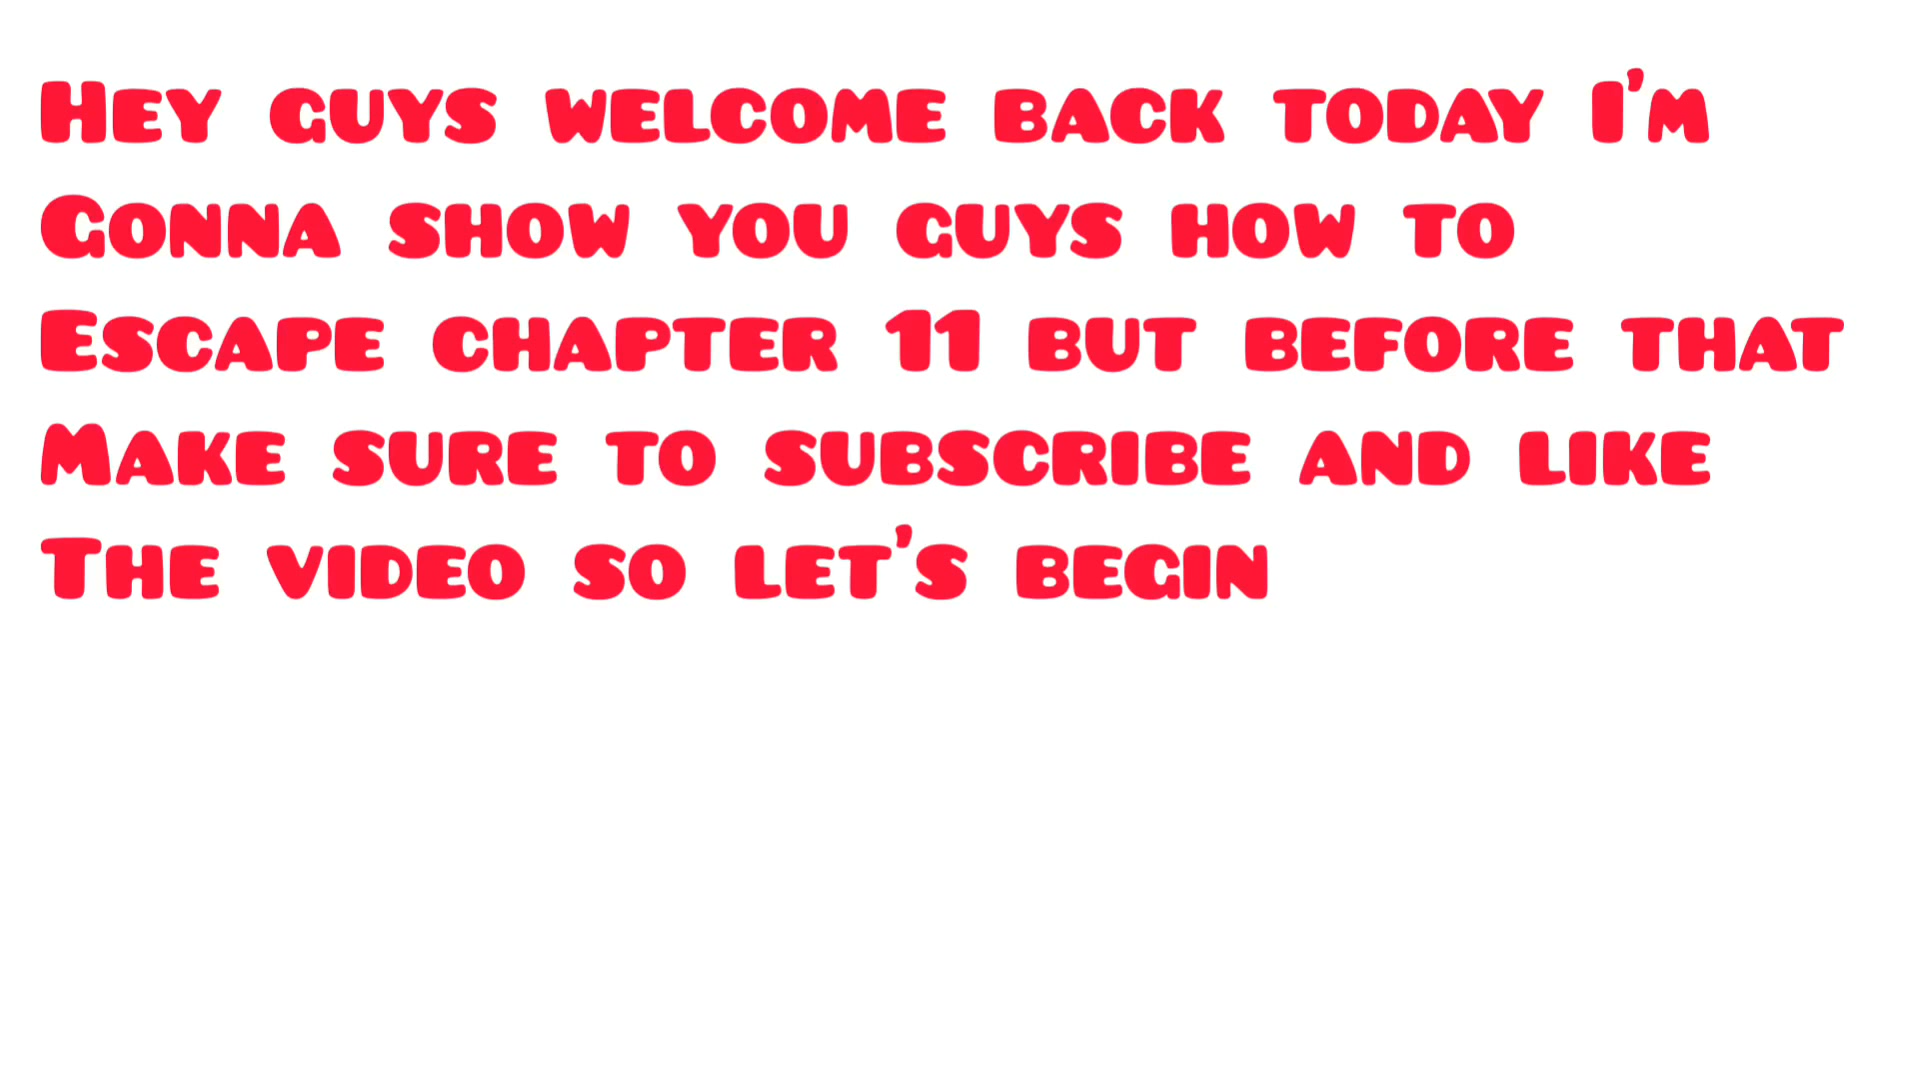 Hey guys welcome back today I'm
Gonna show you guys how to
Escape chapter 11 but before that
Make sure to subscribe and like
The video so let's begin